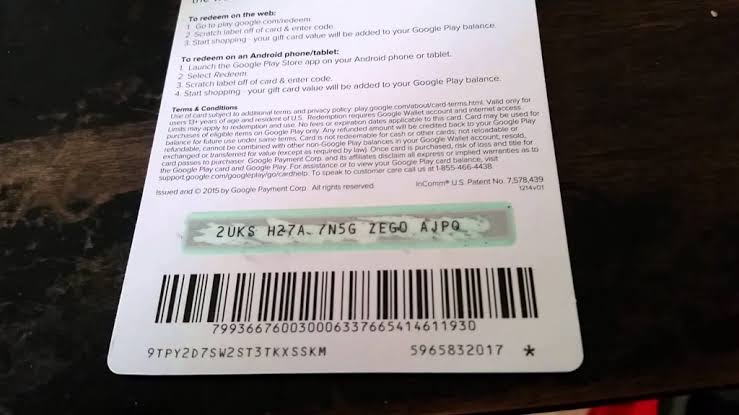 To redeem on the web:
1. Go to play.google.com/redeem
2. Scratch label off of card & enter code.
3. Start shopping - your gift card value will be added to your Google Play balance.
To redeem on an Android phone/tablet:
1. Launch the Google Play Store app on your Android phone or tablet.
2. Select Redeem.
3. Scratch label off of card & enter code.
4. Start shopping - your gift card value will be added to your Google Play balance.
Terms & Conditions
Use of card subject to additional terms and privacy policy: play.google.com/about/card-terms.html. Valid only for
users 13+ years of age and resident of U.S. Redemption requires Google Wallet account and internet access.
Limits may apply to redemption and use. No fees or expiration dates applicable to this card. Card may be used for
purchases of eligible items on Google Play only. Any refunded amount will be credited back to your Google Play
balance for future use under same terms. Card is not redeemable for cash or other cards; not reloadable or
refundable; cannot be combined with other non-Google Play balances in your Google Wallet account, resold,
exchanged or transferred for value (except as required by law). Once card is purchased, risk of loss and title for
card passes to purchaser. Google Payment Corp. and its affiliates disclaim all express or implied warranties as to
the Google Play card and Google Play. For assistance or to view your Google Play card balance, visit
support.google.com/googleplay/go/cardhelp. To speak to customer care call us at 1-855-466-4438.
Issued and © 2015 by Google Payment Corp. All rights reserved.
InComm® U.S. Patent No. 7,578,439
1214v01
2UKS H27A 7N5G ZEG0 AJPQ
799366760030006337665414611930
9TPY2D7SW2ST3TKXSSKM 5965832017 *